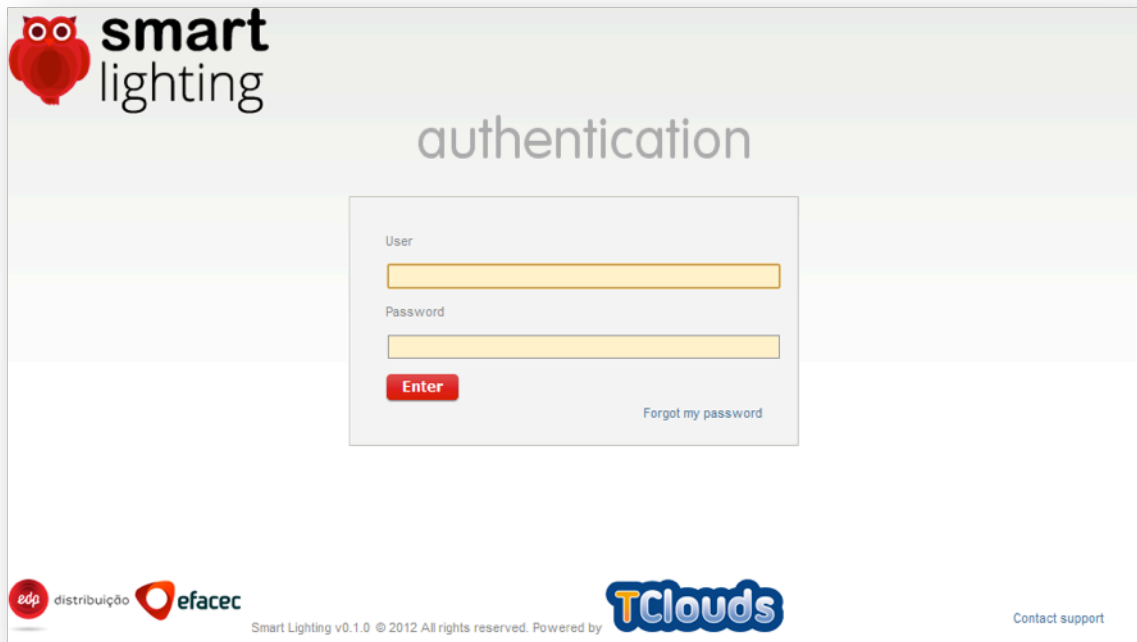 smart
lighting
authentication
User
Password
Enter
Forgot my password
edp distribuição efacec
Smart Lighting v0.1.0 © 2012 All rights reserved. Powered by TClouds
Contact support